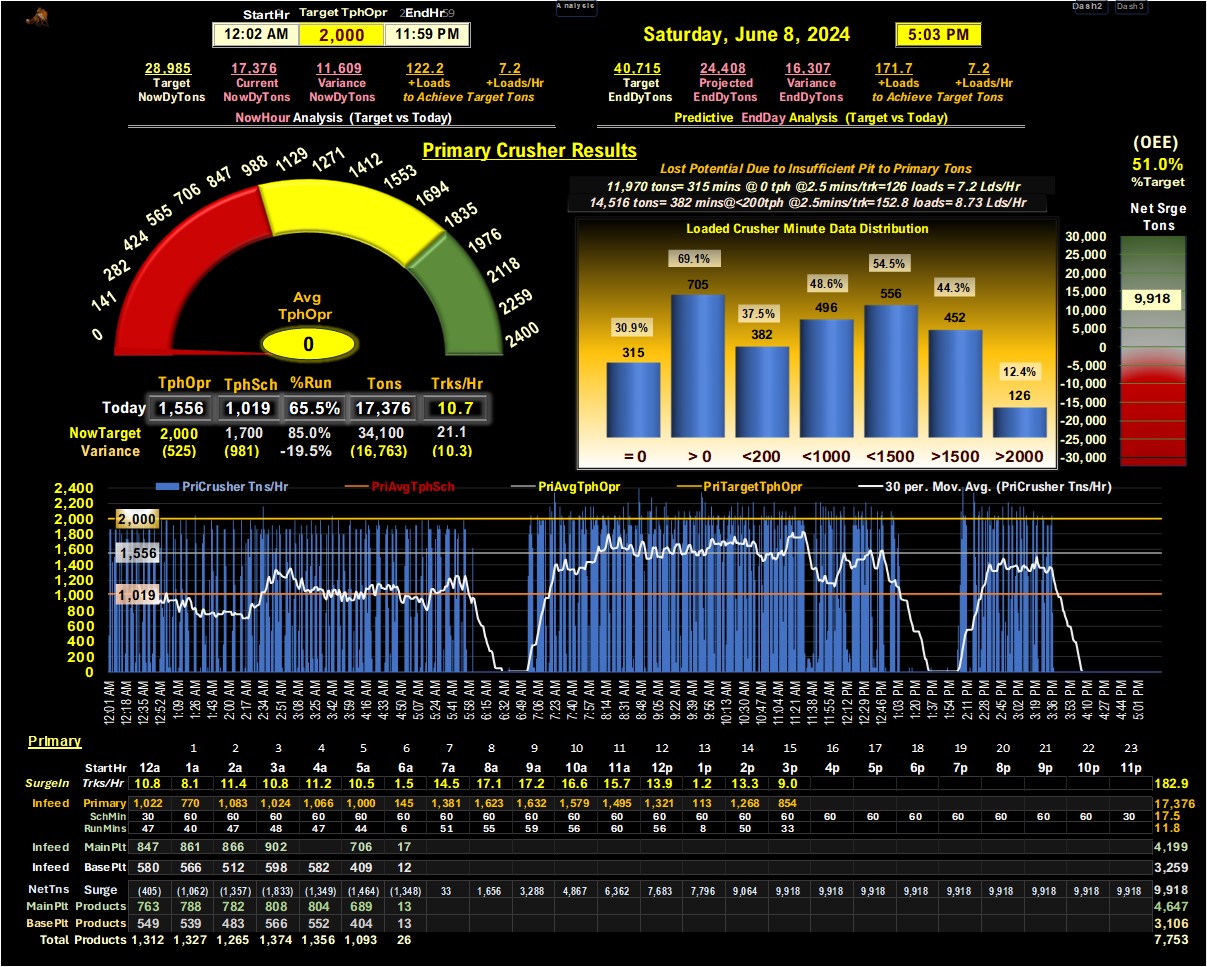 Analysis
Dash2 Dash3
StartHr Target TphOpr EndHr
12:02 AM 2,000 11:59 PM
Saturday, June 8, 2024 5:03 PM
28,985 17,376 11,609 122.2 7.2
Target Current Variance +Loads +Loads/Hr
NowDyTons NowDyTons NowDyTons to Achieve Target Tons
NowHour Analysis (Target vs Today)
40,715 24,408 16,307 171.7 7.2
Target Projected Variance +Loads +Loads/Hr
EndDyTons EndDyTons EndDyTons to Achieve Target Tons
Predictive EndDay Analysis (Target vs Today)
Primary Crusher Results
0 141 282 424 565 706 847 988 1129 1271 1412 1553 1694 1835 1976 2118 2259 2400
Avg
TphOpr
0
TphOpr TphSch %Run Tons Trks/Hr
Today 1,556 1,019 65.5% 17,376 10.7
NowTarget 2,000 1,700 85.0% 34,100 21.1
Variance (525) (981) -19.5% (16,763) (10.3)
Lost Potential Due to Insufficient Pit to Primary Tons
11,970 tons= 315 mins @ 0 tph @2.5 mins/trk=126 loads = 7.2 Lds/Hr
14,516 tons= 382 mins@<200tph @2.5mins/trk=152.8 loads= 8.73 Lds/Hr
Loaded Crusher Minute Data Distribution
30.9% 69.1% 37.5% 48.6% 54.5% 44.3% 12.4%
315 705 382 496 556 452 126
= 0 > 0 <200 <1000 <1500 >1500 >2000
(OEE)
51.0%
%Target
Net Srge
Tons
30,000
25,000
20,000
15,000
10,000
5,000
0
-5,000
-10,000
-15,000
-20,000
-25,000
-30,000
9,918
PriCrusher Tns/Hr PriAvgTphSch PriAvgTphOpr PriTargetTphOpr 30 per. Mov. Avg. (PriCrusher Tns/Hr)
2,400
2,200
2,000
1,800
1,600
1,400
1,200
1,000
800
600
400
200
0
2,000
1,556
1,019
12:01 AM 12:18 AM 12:35 AM 12:52 AM 1:09 AM 1:26 AM 1:43 AM 2:00 AM 2:17 AM 2:34 AM 2:51 AM 3:08 AM 3:25 AM 3:42 AM 3:59 AM 4:16 AM 4:33 AM 4:50 AM 5:07 AM 5:24 AM 5:41 AM 5:58 AM 6:15 AM 6:32 AM 6:49 AM 7:06 AM 7:23 AM 7:40 AM 7:57 AM 8:14 AM 8:31 AM 8:48 AM 9:05 AM 9:22 AM 9:39 AM 9:56 AM 10:13 AM 10:30 AM 10:47 AM 11:04 AM 11:21 AM 11:38 AM 11:55 AM 12:12 PM 12:29 PM 12:46 PM 1:03 PM 1:20 PM 1:37 PM 1:54 PM 2:11 PM 2:28 PM 2:45 PM 3:02 PM 3:19 PM 3:36 PM 3:53 PM 4:10 PM 4:27 PM 4:44 PM 5:01 PM
Primary
1 2 3 4 5 6 7 8 9 10 11 12 13 14 15 16 17 18 19 20 21 22 23
StartHr 12a 1a 2a 3a 4a 5a 6a 7a 8a 9a 10a 11a 12p 1p 2p 3p 4p 5p 6p 7p 8p 9p 10p 11p
SurgeIn Trks/Hr 10.8 8.1 11.4 10.8 11.2 10.5 1.5 14.5 17.1 17.2 16.6 15.7 13.9 1.2 13.3 9.0 182.9
Infeed Primary 1,022 770 1,083 1,024 1,066 1,000 145 1,381 1,623 1,632 1,579 1,495 1,321 113 1,268 854 17,376
SchMin 30 60 60 60 60 60 60 60 60 60 60 60 60 60 60 60 60 60 60 60 60 60 60 30 17.5
RunMins 47 40 47 48 47 44 6 51 55 59 56 60 56 8 50 33 11.8
Infeed MainPlt 847 861 866 902 706 17 4,199
Infeed BasePlt 580 566 512 598 582 409 12 3,259
NetTns Surge (405) (1,062) (1,357) (1,833) (1,349) (1,464) (1,348) 33 1,656 3,288 4,867 6,362 7,683 7,796 9,064 9,918 9,918 9,918 9,918 9,918 9,918 9,918 9,918 9,918 9,918
MainPlt Products 763 788 782 808 804 689 13 4,647
BasePlt Products 549 539 483 566 552 404 13 3,106
Total Products 1,312 1,327 1,265 1,374 1,356 1,093 26 7,753